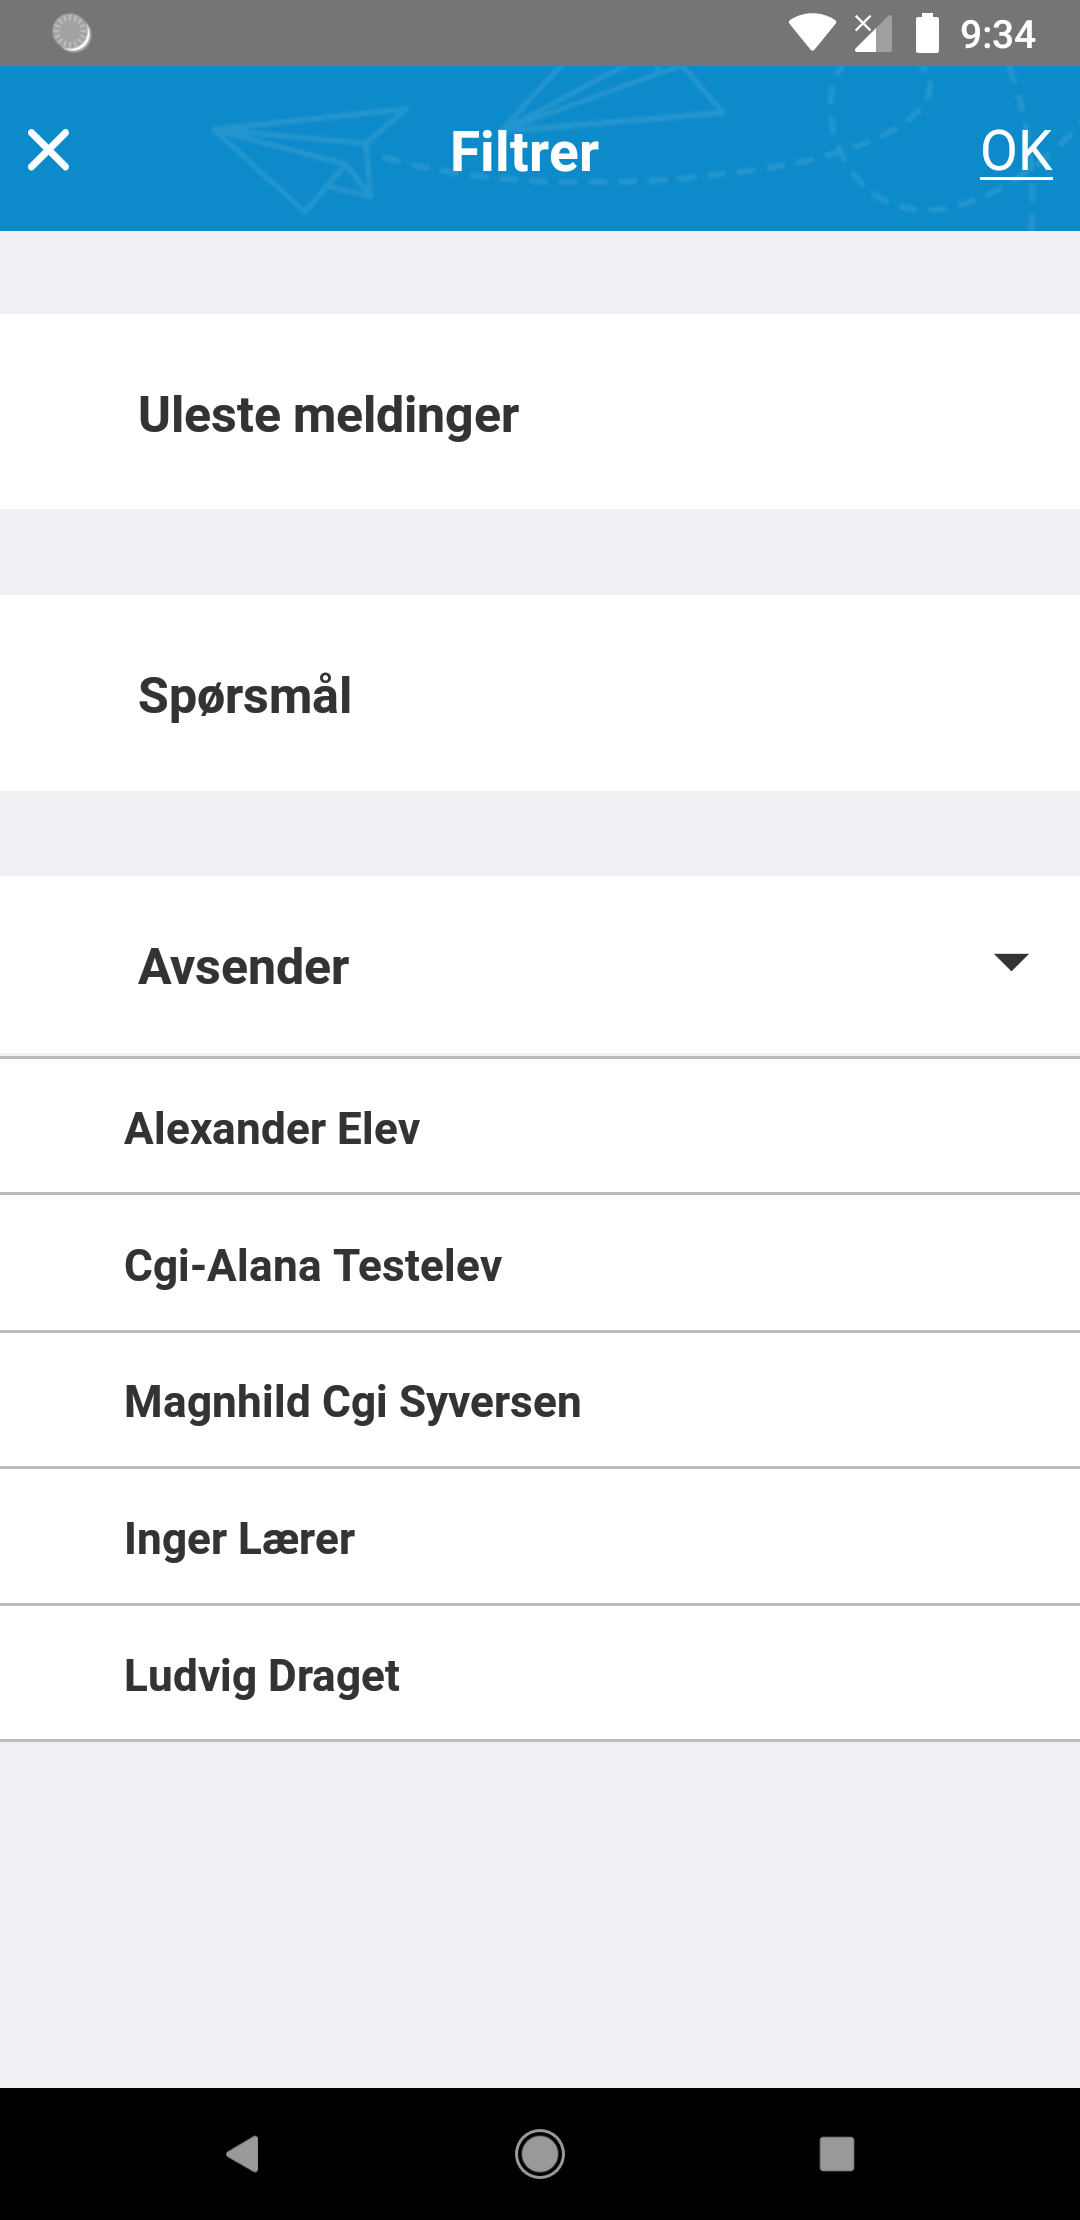 9:34
Filtrer
OK
Uleste meldinger
Spørsmål
Avsender
Alexander Elev
Cgi-Alana Testelev
Magnhild Cgi Syversen
Inger Lærer
Ludvig Draget